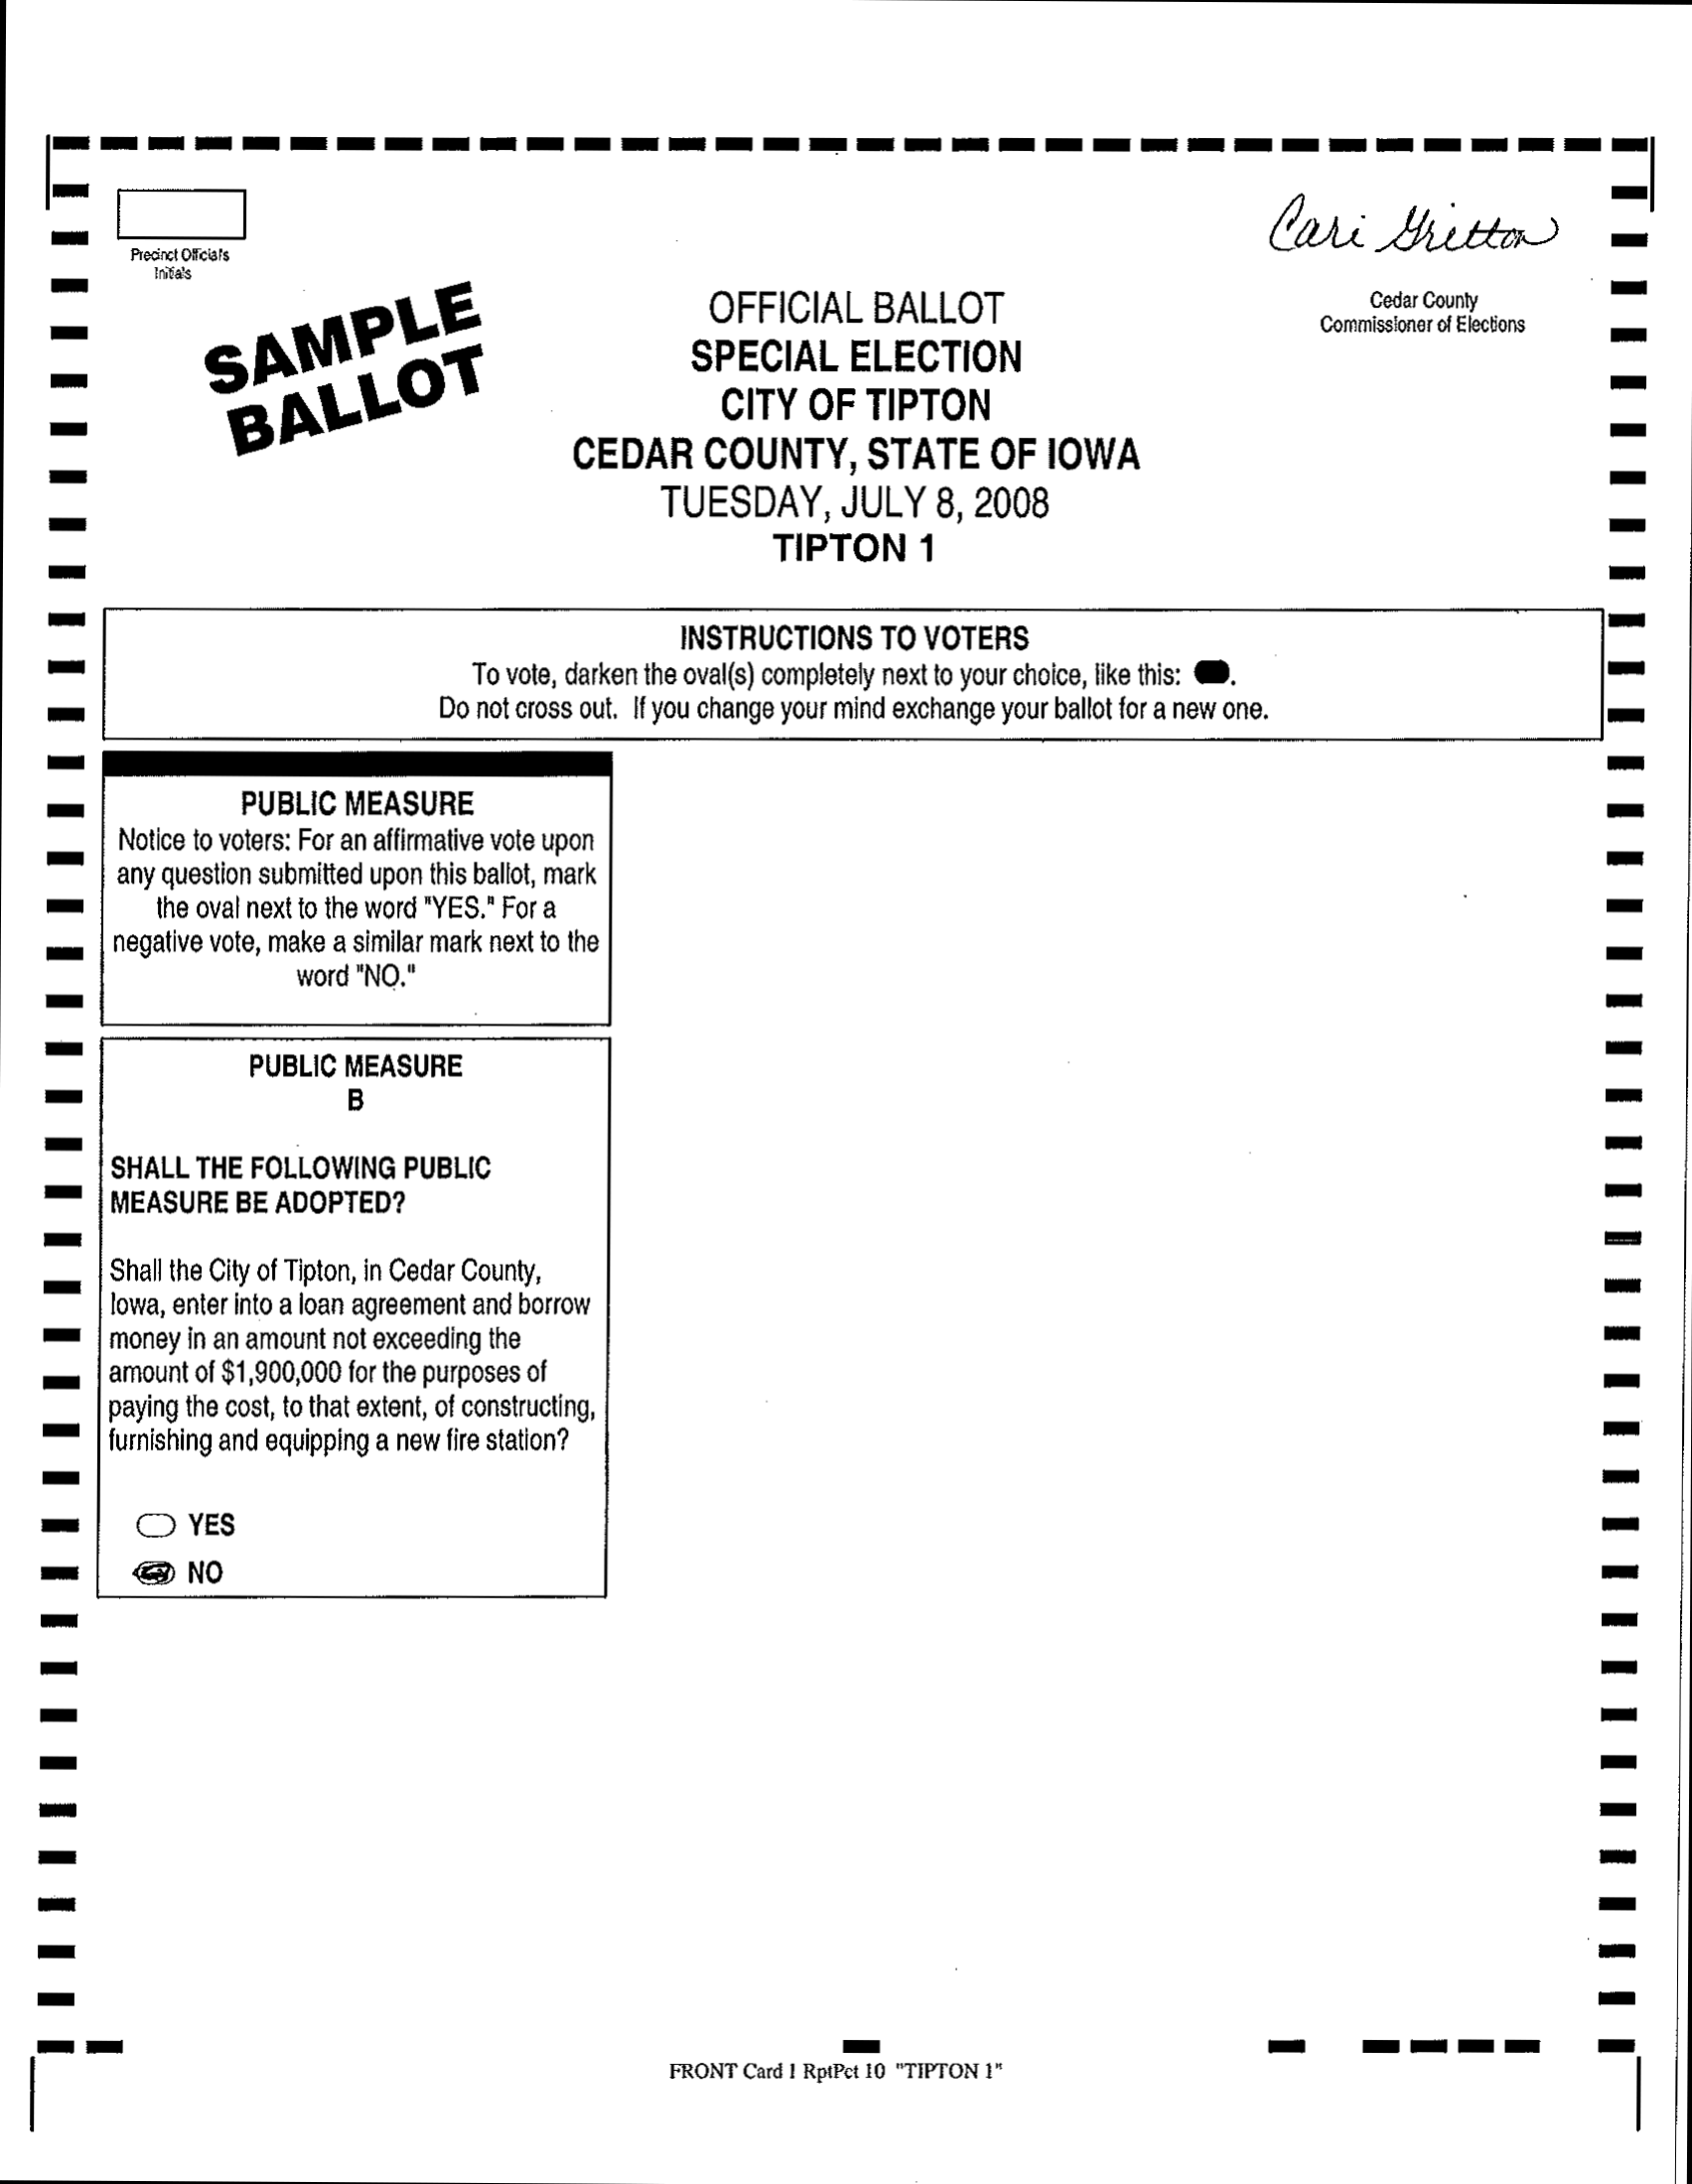 Precinct Official's
Initials
Cari Gritton
Cedar County
Commissioner of Elections
SAMPLE
BALLOT
OFFICIAL BALLOT
SPECIAL ELECTION
CITY OF TIPTON
CEDAR COUNTY, STATE OF IOWA
TUESDAY, JULY 8, 2008
TIPTON 1
INSTRUCTIONS TO VOTERS
To vote, darken the oval(s) completely next to your choice, like this: .
Do not cross out. If you change your mind exchange your ballot for a new one.
PUBLIC MEASURE
Notice to voters: For an affirmative vote upon
any question submitted upon this ballot, mark
the oval next to the word "YES." For a
negative vote, make a similar mark next to the
word "NO."
PUBLIC MEASURE
B
SHALL THE FOLLOWING PUBLIC
MEASURE BE ADOPTED?
Shall the City of Tipton, in Cedar County,
Iowa, enter into a loan agreement and borrow
money in an amount not exceeding the
amount of $1,900,000 for the purposes of
paying the cost, to that extent, of constructing,
furnishing and equipping a new fire station?
YES
NO
FRONT Card 1 RptPct 10 "TIPTON 1"